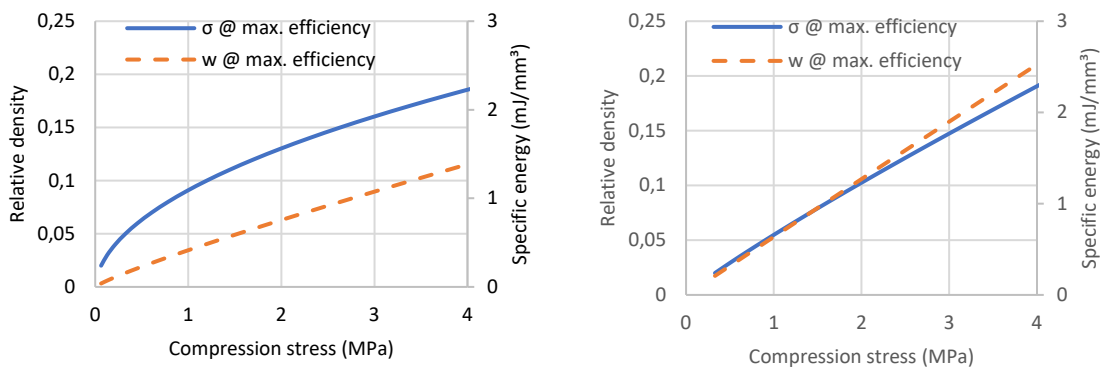 σ @ max. efficiency
w @ max. efficiency
Relative density
0,25
0,2
0,15
0,1
0,05
0
3
2
1
0
Specific energy (mJ/mm³)
0 1 2 3 4
Compression stress (MPa)
σ @ max. efficiency
w @ max. efficiency
Relative density
0,25
0,2
0,15
0,1
0,05
0
3
2
1
0
Specific energy (mJ/mm³)
0 1 2 3 4
Compression stress (MPa)